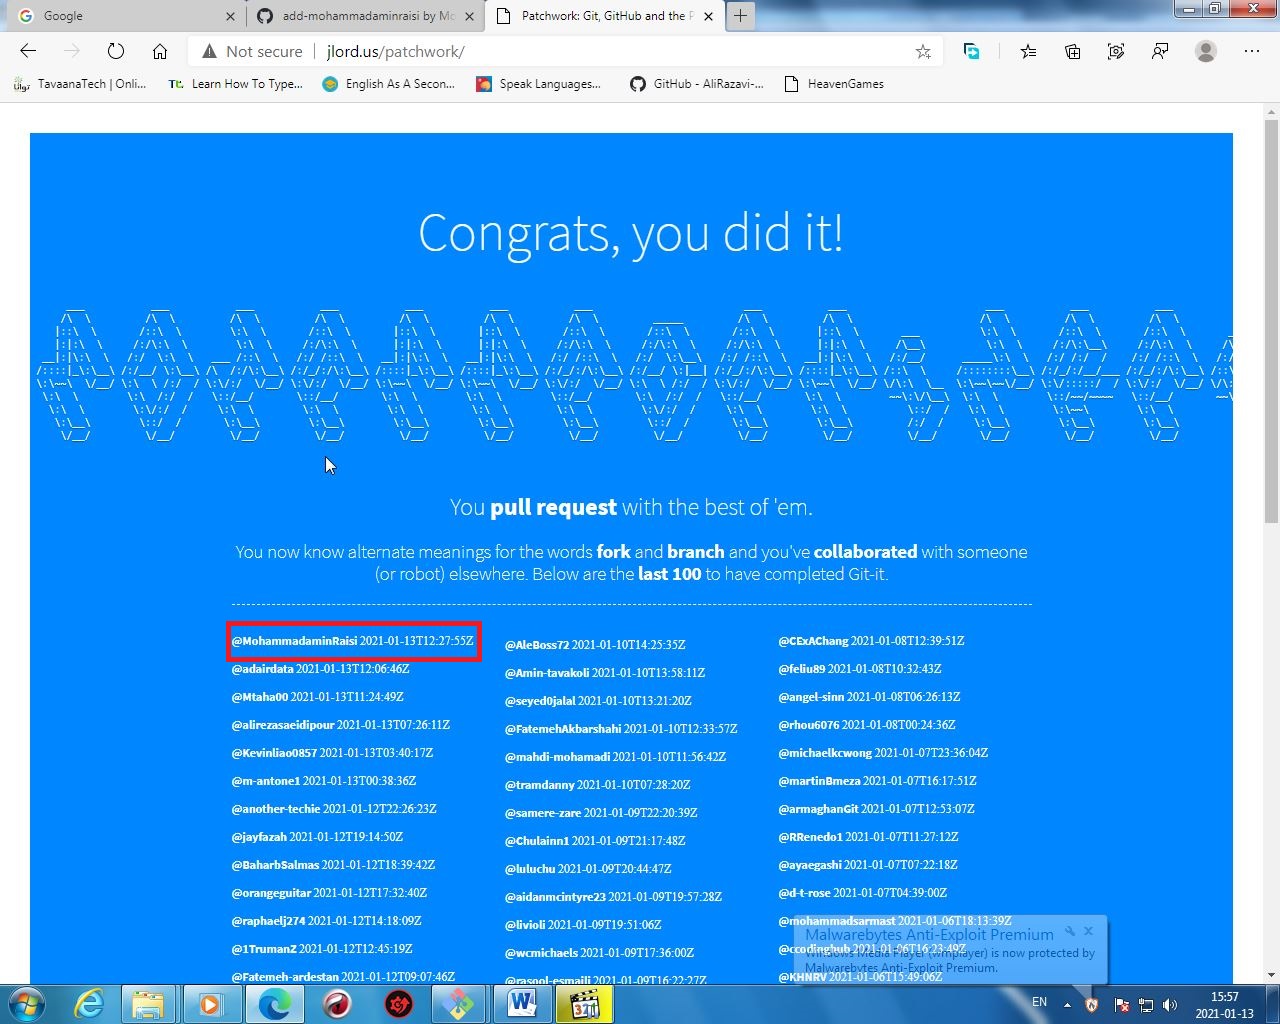 Google
add-mohammadaminraisi by Mo
Patchwork: Git, GitHub and the P
Not secure
jlord.us/patchwork/
TavaanaTech | Onli...
Learn How To Type...
English As A Secon...
Speak Languages...
GitHub - AliRazavi-...
HeavenGames
Congrats, you did it!
You pull request with the best of 'em.
You now know alternate meanings for the words fork and branch and you've collaborated with someone
(or robot) elsewhere. Below are the last 100 to have completed Git-it.
@MohammadaminRaisi 2021-01-13T12:27:55Z
@adairdata 2021-01-13T12:06:46Z
@Mtaha00 2021-01-13T11:24:49Z
@alirezasaeidipour 2021-01-13T07:26:11Z
@Kevinliao0857 2021-01-13T03:40:17Z
@m-antone1 2021-01-13T00:38:36Z
@another-techie 2021-01-12T22:26:23Z
@jayfazah 2021-01-12T19:14:50Z
@BaharbSalmas 2021-01-12T18:39:42Z
@orangeguitar 2021-01-12T17:32:40Z
@raphaelj274 2021-01-12T14:18:09Z
@1TrumanZ 2021-01-12T12:45:19Z
@Fatemeh-ardestan 2021-01-12T09:07:46Z
@AleBoss72 2021-01-10T14:25:35Z
@Amin-tavakoli 2021-01-10T13:58:11Z
@seyed0jalal 2021-01-10T13:21:20Z
@FatemehAkbarshahi 2021-01-10T12:33:57Z
@mahdi-mohamadi 2021-01-10T11:56:42Z
@tramdanny 2021-01-10T07:28:20Z
@samere-zare 2021-01-09T22:20:39Z
@Chulainn1 2021-01-09T21:17:48Z
@luluchu 2021-01-09T20:44:47Z
@aidanmcintyre23 2021-01-09T19:57:28Z
@livioli 2021-01-09T19:51:06Z
@wcmichaels 2021-01-09T17:36:00Z
@rasool-esmaili 2021-01-09T16:22:27Z
@CExAChang 2021-01-08T12:39:51Z
@feliu89 2021-01-08T10:32:43Z
@angel-sinn 2021-01-08T06:26:13Z
@rhou6076 2021-01-08T00:24:36Z
@michaelkcwong 2021-01-07T23:36:04Z
@martinBmeza 2021-01-07T16:17:51Z
@armaghanGit 2021-01-07T12:53:07Z
@RRenedo1 2021-01-07T11:27:12Z
@ayaegashi 2021-01-07T07:22:18Z
@d-t-rose 2021-01-07T04:39:00Z
@mohammadsarmast 2021-01-06T18:13:39Z
@ccodinghub 2021-01-06T16:23:49Z
@KHNRV 2021-01-06T15:49:06Z
Malwarebytes Anti-Exploit Premium
Windows Media Player (wmplayer) is now protected by
Malwarebytes Anti-Exploit Premium.
EN
15:57
2021-01-13